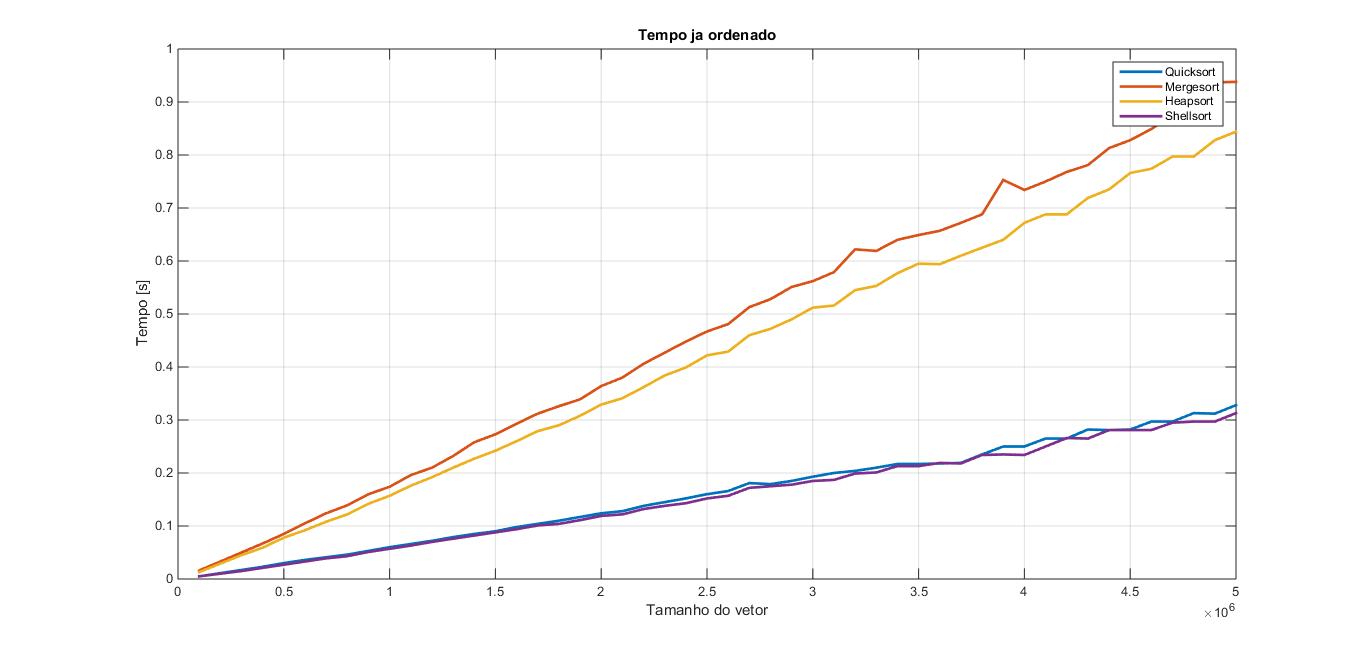 Tempo ja ordenado
Quicksort
Mergesort
Heapsort
Shellsort
Tempo [s]
1
0.9
0.8
0.7
0.6
0.5
0.4
0.3
0.2
0.1
0
0 0.5 1 1.5 2 2.5 3 3.5 4 4.5 5
× 10⁶
Tamanho do vetor